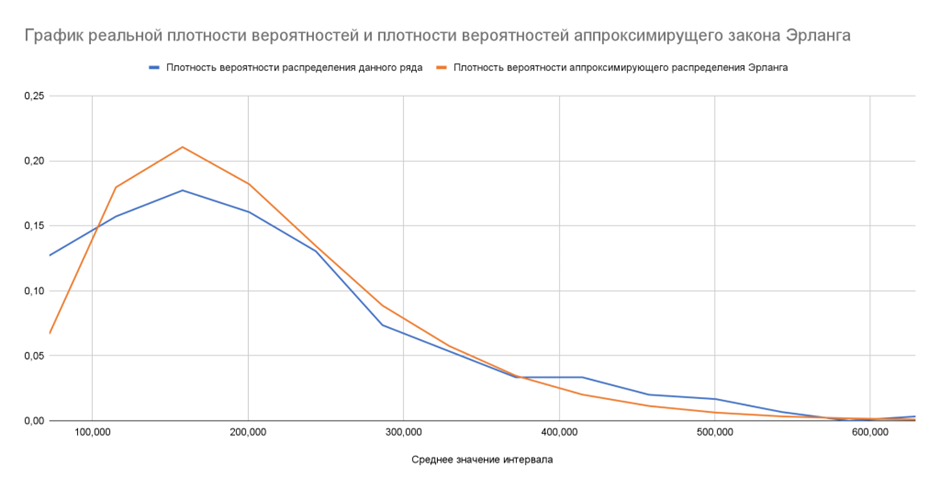 График реальной плотности вероятностей и плотности вероятностей аппроксимирущего закона Эрланга
Плотность вероятности распределения данного ряда Плотность вероятности аппроксимирующего распределения Эрланга
0,25
0,20
0,15
0,10
0,05
0,00
100,000 200,000 300,000 400,000 500,000 600,000
Среднее значение интервала